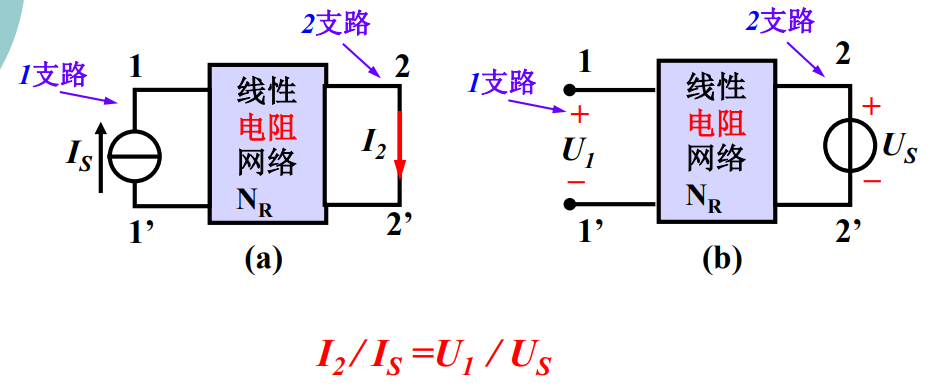 1支路
1
2支路
2
I_S
线性
电阻
网络
N_R
I_2
1’
2’
(a)
1支路
1
2支路
2
+
U_1
−
线性
电阻
网络
N_R
+
U_S
−
1’
2’
(b)
I_2 / I_S =U_1 / U_S